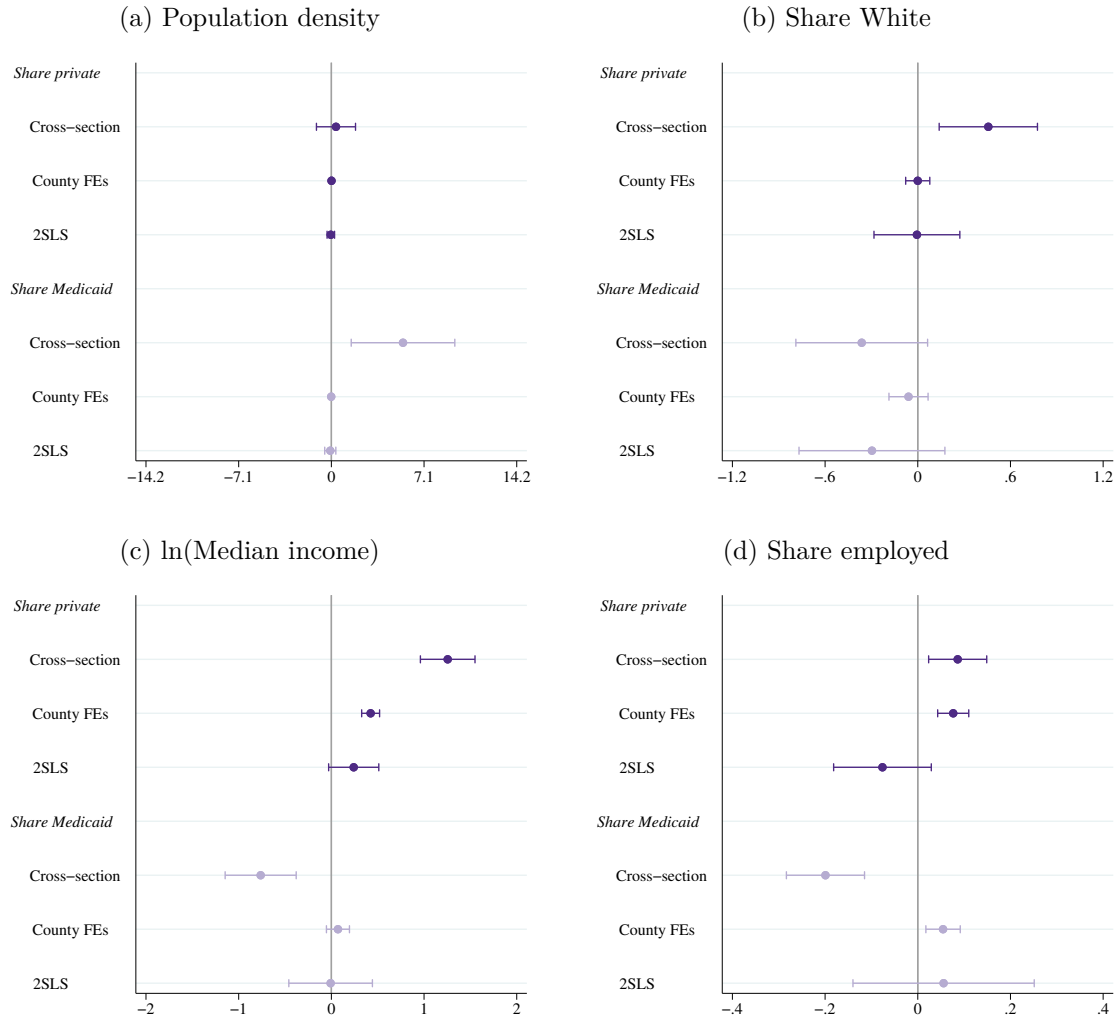 (a) Population density
Share private
Cross−section
County FEs
2SLS
Share Medicaid
Cross−section
County FEs
2SLS
−14.2 −7.1 0 7.1 14.2
(b) Share White
Share private
Cross−section
County FEs
2SLS
Share Medicaid
Cross−section
County FEs
2SLS
−1.2 −.6 0 .6 1.2
(c) ln(Median income)
Share private
Cross−section
County FEs
2SLS
Share Medicaid
Cross−section
County FEs
2SLS
−2 −1 0 1 2
(d) Share employed
Share private
Cross−section
County FEs
2SLS
Share Medicaid
Cross−section
County FEs
2SLS
−.4 −.2 0 .2 .4